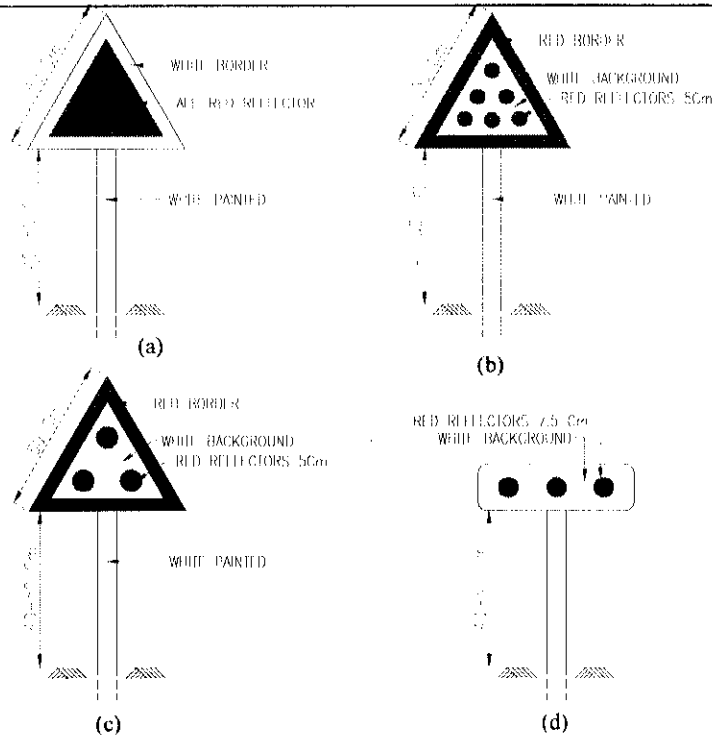 WHITE BORDER
ALL RED REFLECTOR
WHITE PAINTED
(a)
RED BORDER
WHITE BACKGROUND
RED REFLECTORS 5Cm
WHITE PAINTED
(b)
RED BORDER
WHITE BACKGROUND
RED REFLECTORS 5Cm
WHITE PAINTED
(c)
RED REFLECTORS 7.5 Cm
WHITE BACKGROUND
(d)